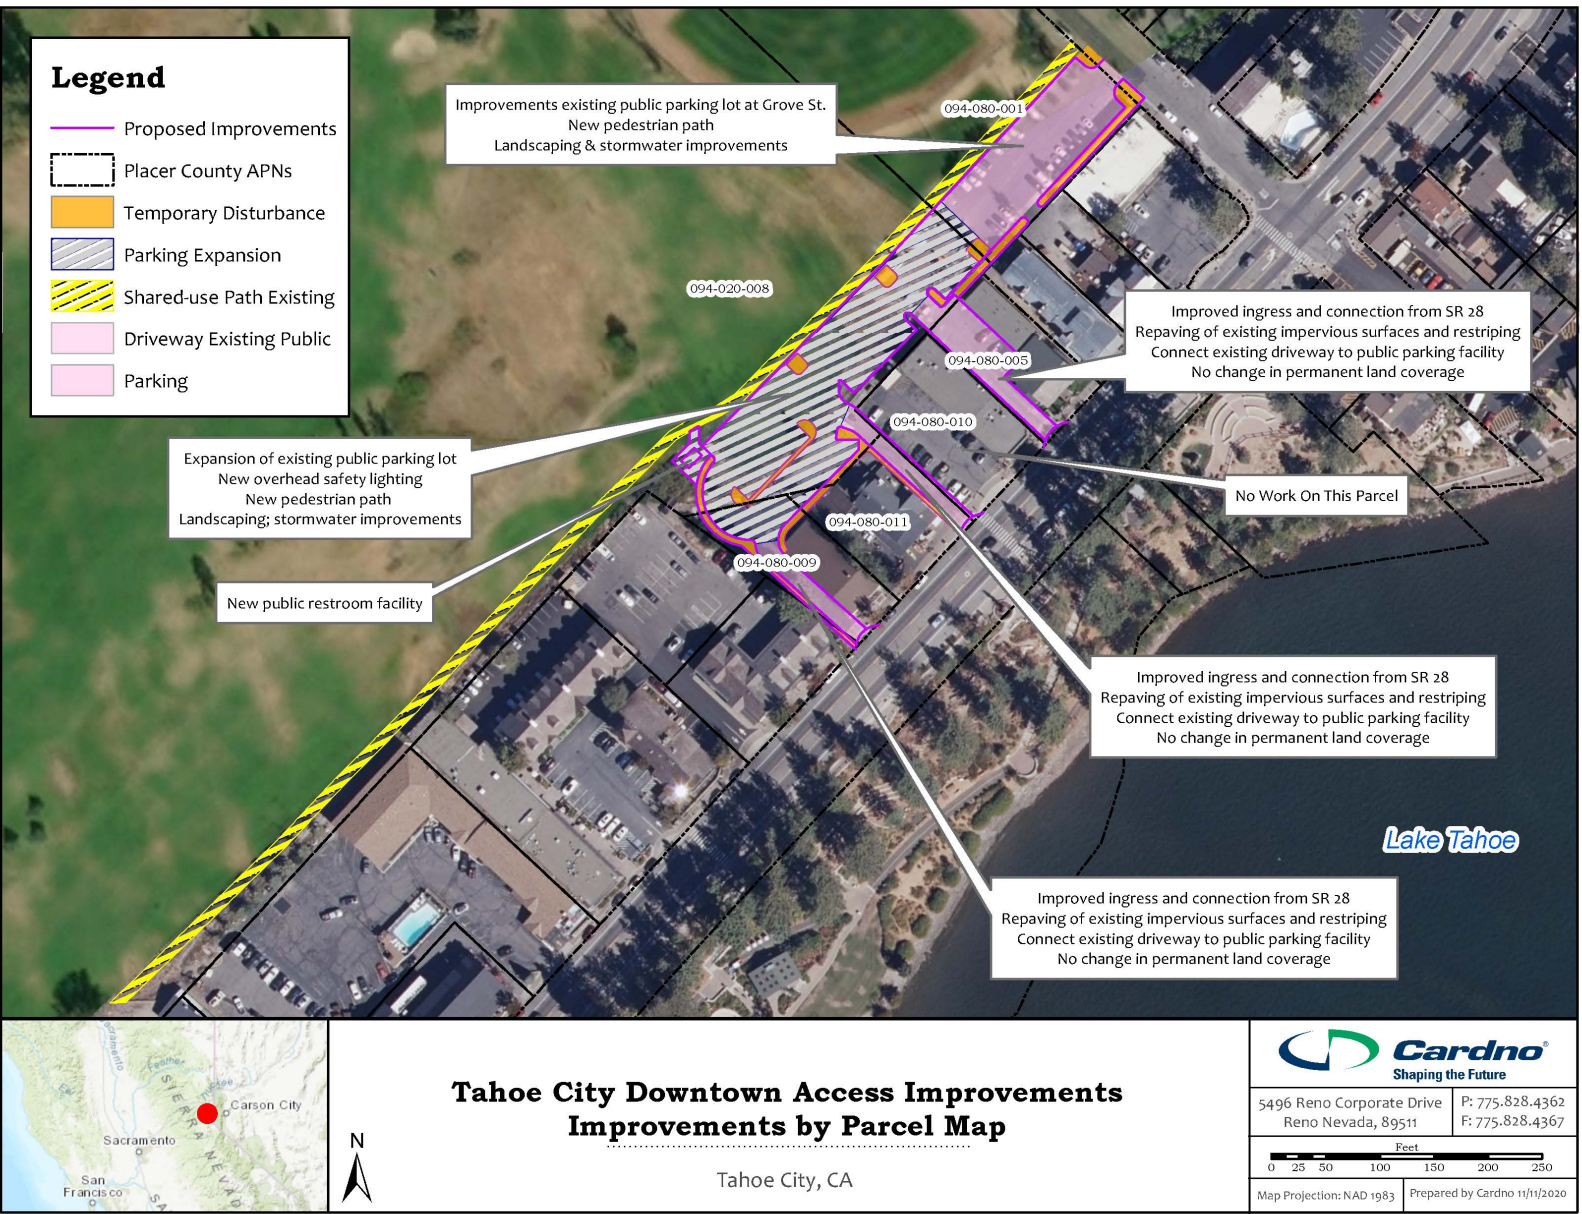 Legend
Proposed Improvements
Placer County APNs
Temporary Disturbance
Parking Expansion
Shared-use Path Existing
Driveway Existing Public
Parking
Improvements existing public parking lot at Grove St.
New pedestrian path
Landscaping & stormwater improvements
094-080-001
094-020-008
Improved ingress and connection from SR 28
Repaving of existing impervious surfaces and restriping
Connect existing driveway to public parking facility
No change in permanent land coverage
094-080-005
094-080-010
Expansion of existing public parking lot
New overhead safety lighting
New pedestrian path
Landscaping; stormwater improvements
No Work On This Parcel
094-080-011
094-080-009
New public restroom facility
Improved ingress and connection from SR 28
Repaving of existing impervious surfaces and restriping
Connect existing driveway to public parking facility
No change in permanent land coverage
Lake Tahoe
Improved ingress and connection from SR 28
Repaving of existing impervious surfaces and restriping
Connect existing driveway to public parking facility
No change in permanent land coverage
Feather
Carson City
Sacramento
San
Francisco
SIERRA NEVAD
N
Tahoe City Downtown Access Improvements
Improvements by Parcel Map
Tahoe City, CA
Cardno®
Shaping the Future
5496 Reno Corporate Drive
Reno Nevada, 89511
P: 775.828.4362
F: 775.828.4367
Feet
0 25 50 100 150 200 250
Map Projection: NAD 1983
Prepared by Cardno 11/11/2020